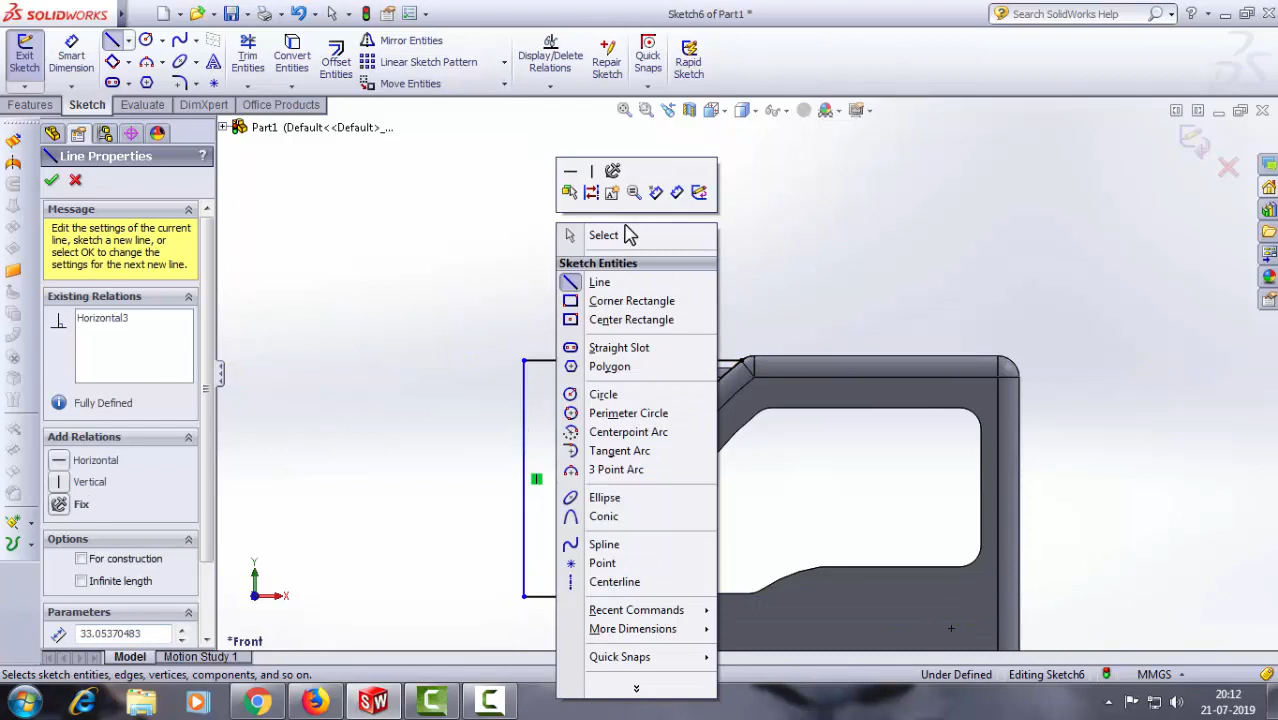 SOLIDWORKS
Sketch6 of Part1 *
Search SolidWorks Help
Exit Sketch
Smart Dimension
Trim Entities
Convert Entities
Offset Entities
Mirror Entities
Linear Sketch Pattern
Move Entities
Display/Delete Relations
Repair Sketch
Quick Snaps
Rapid Sketch
Features
Sketch
Evaluate
DimXpert
Office Products
Part1 (Default<<Default>_...
Line Properties
?
Message
Edit the settings of the current
line, sketch a new line, or
select OK to change the
settings for the next new line.
Existing Relations
Horizontal3
Fully Defined
Add Relations
Horizontal
Vertical
Fix
Options
For construction
Infinite length
Parameters
33.05370483
Select
Sketch Entities
Line
Corner Rectangle
Center Rectangle
Straight Slot
Polygon
Circle
Perimeter Circle
Centerpoint Arc
Tangent Arc
3 Point Arc
Ellipse
Conic
Spline
Point
Centerline
Recent Commands
More Dimensions
Quick Snaps
Y
X
*Front
Model
Motion Study 1
Selects sketch entities, edges, vertices, components, and so on.
Under Defined
Editing Sketch6
MMGS
20:12
21-07-2019